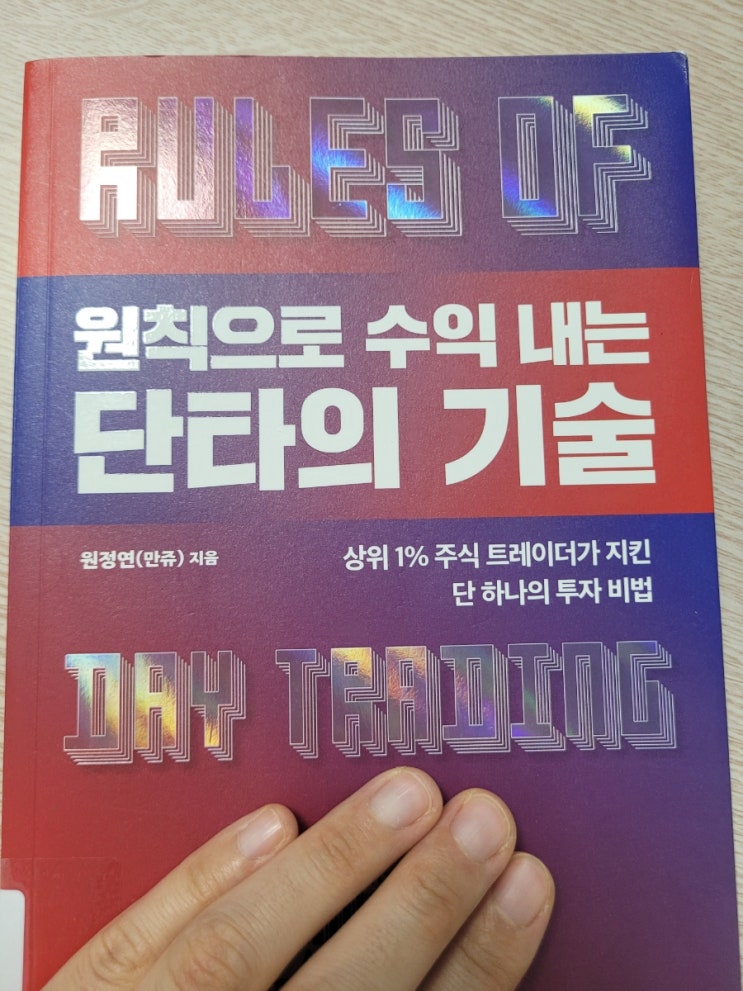 RULES OF
원칙으로 수익 내는
단타의 기술
원정연(만쥬) 지음
상위 1% 주식 트레이더가 지킨
단 하나의 투자 비법
DAY TRADING